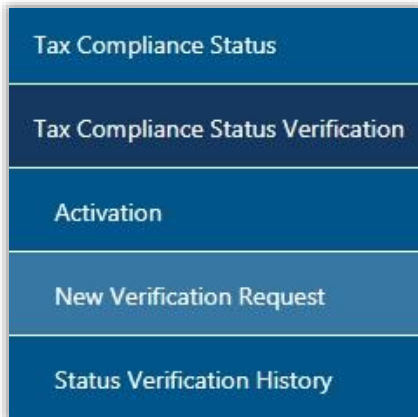 Tax Compliance Status
Tax Compliance Status Verification
Activation
New Verification Request
Status Verification History